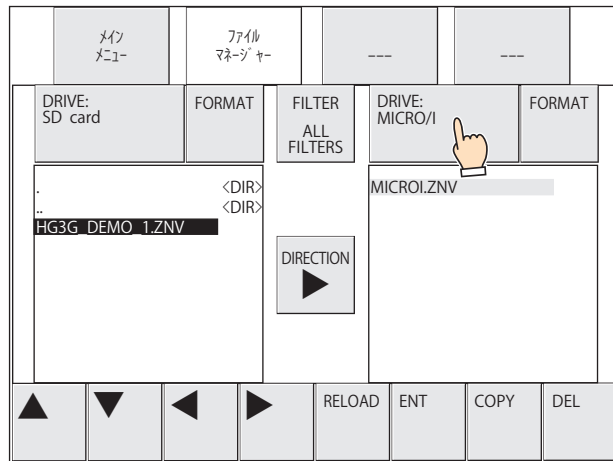 メイン
メニュー
ファイル
マネージャー
---
---
DRIVE:
SD card
FORMAT
FILTER
ALL
FILTERS
DRIVE:
MICRO/I
FORMAT
. <DIR>
.. <DIR>
HG3G_DEMO_1.ZNV
MICROI.ZNV
DIRECTION
RELOAD
ENT
COPY
DEL